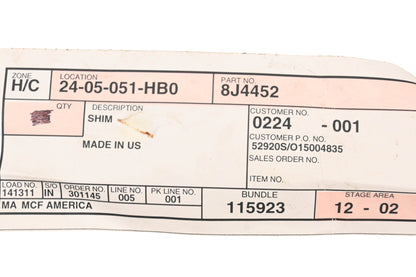 ZONE LOCATION PART NO.
H/C 24-05-051-HB0 8J4452
QTY DESCRIPTION CUSTOMER NO.
SHIM 0224 -001
CUSTOMER P.O. NO.
MADE IN US 52920S/O15004835
SALES ORDER NO.
LOAD NO. S/O ORDER NO. LINE NO. PK LINE NO. BUNDLE STAGE AREA
141311 IN 301145 005 001 115923 12 - 02
MA MCF AMERICA